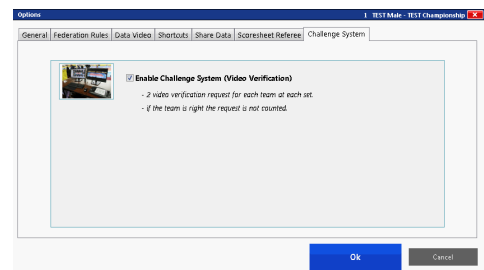 Options
1 TEST Male - TEST Championship
General Federation Rules Data Video Shortcuts Share Data Scoresheet Referee Challenge System
Enable Challenge System (Video Verification)
- 2 video verification request for each team at each set.
- if the team is right the request is not counted.
Ok Cancel